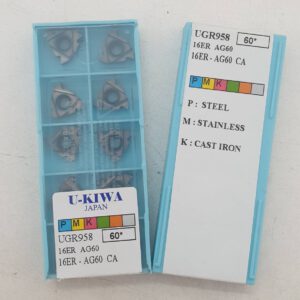 U-KIWA
JAPAN
P M K
UGR958 60°
16ER AG60
16ER - AG60 CA
UGR958 60°
16ER AG60
16ER - AG60 CA
P M K
P : STEEL
M : STAINLESS
K : CAST IRON